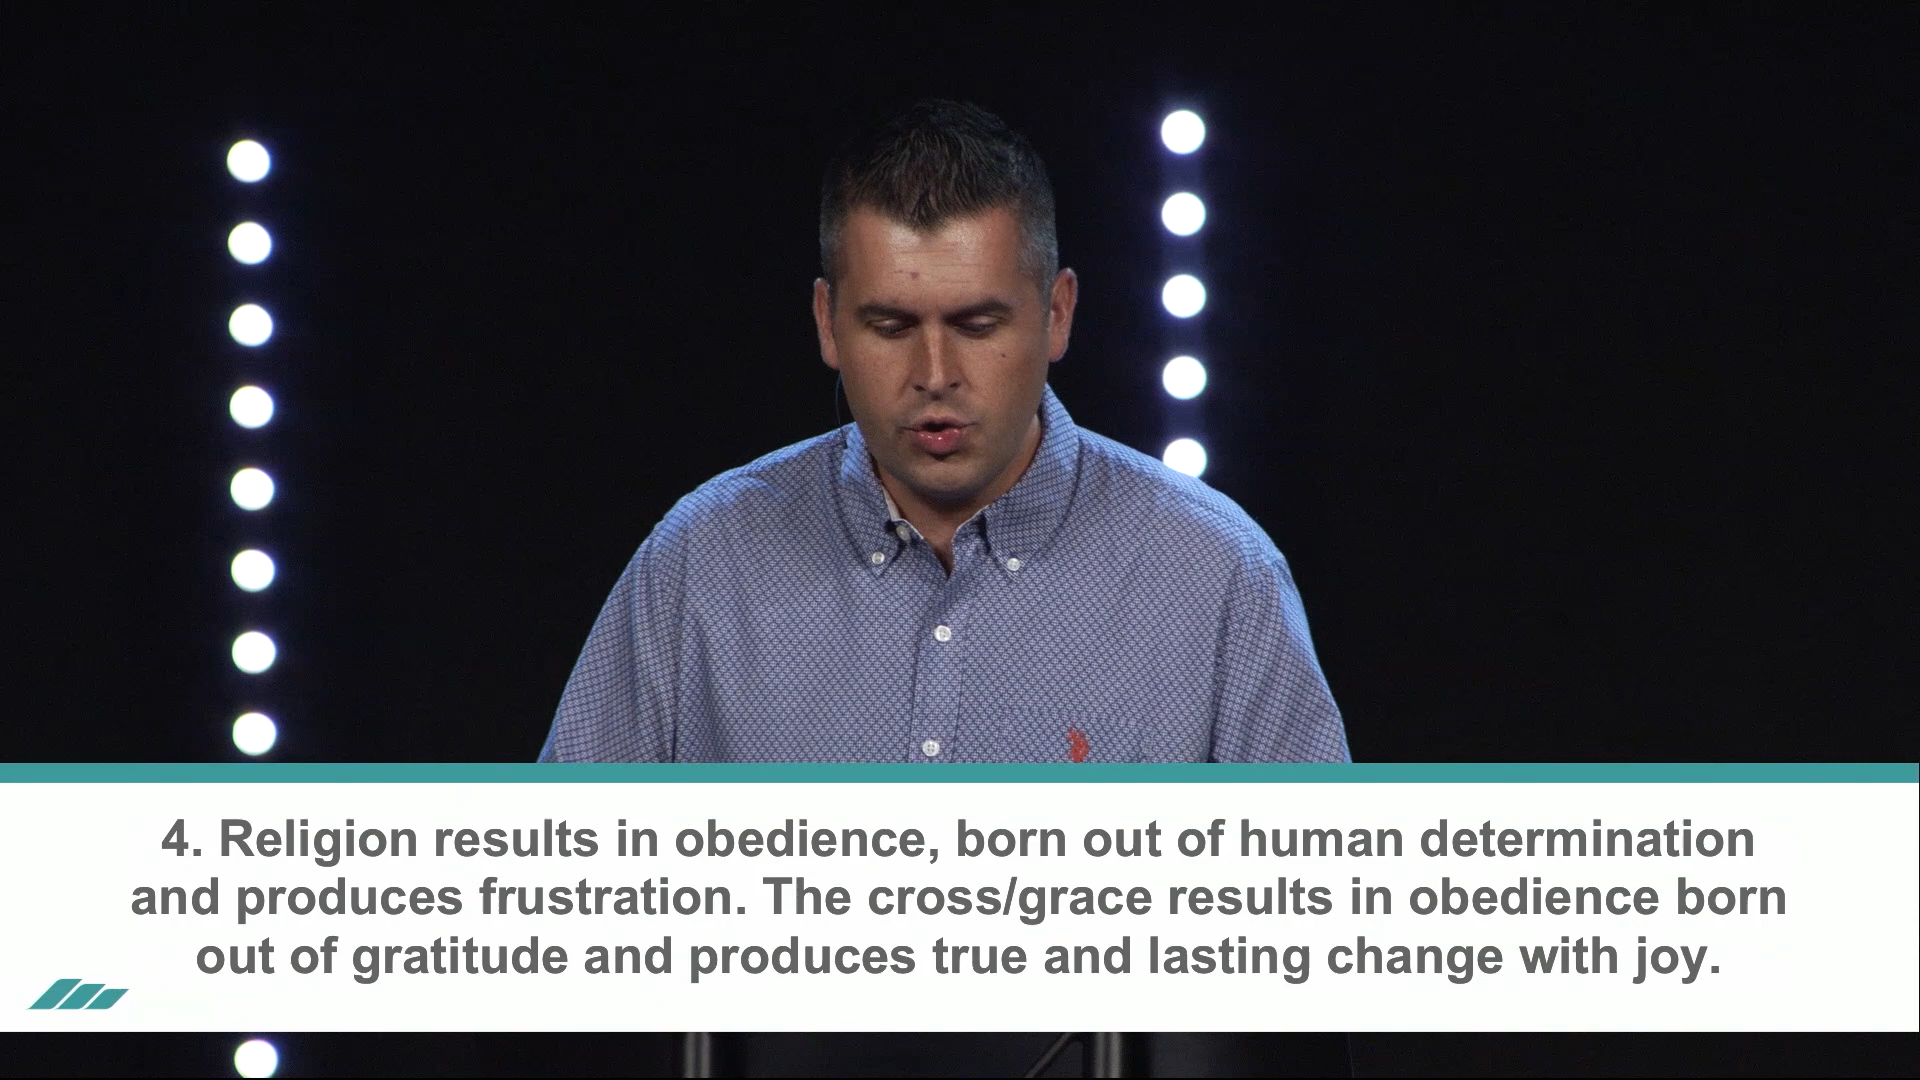 4. Religion results in obedience, born out of human determination
and produces frustration. The cross/grace results in obedience born
out of gratitude and produces true and lasting change with joy.